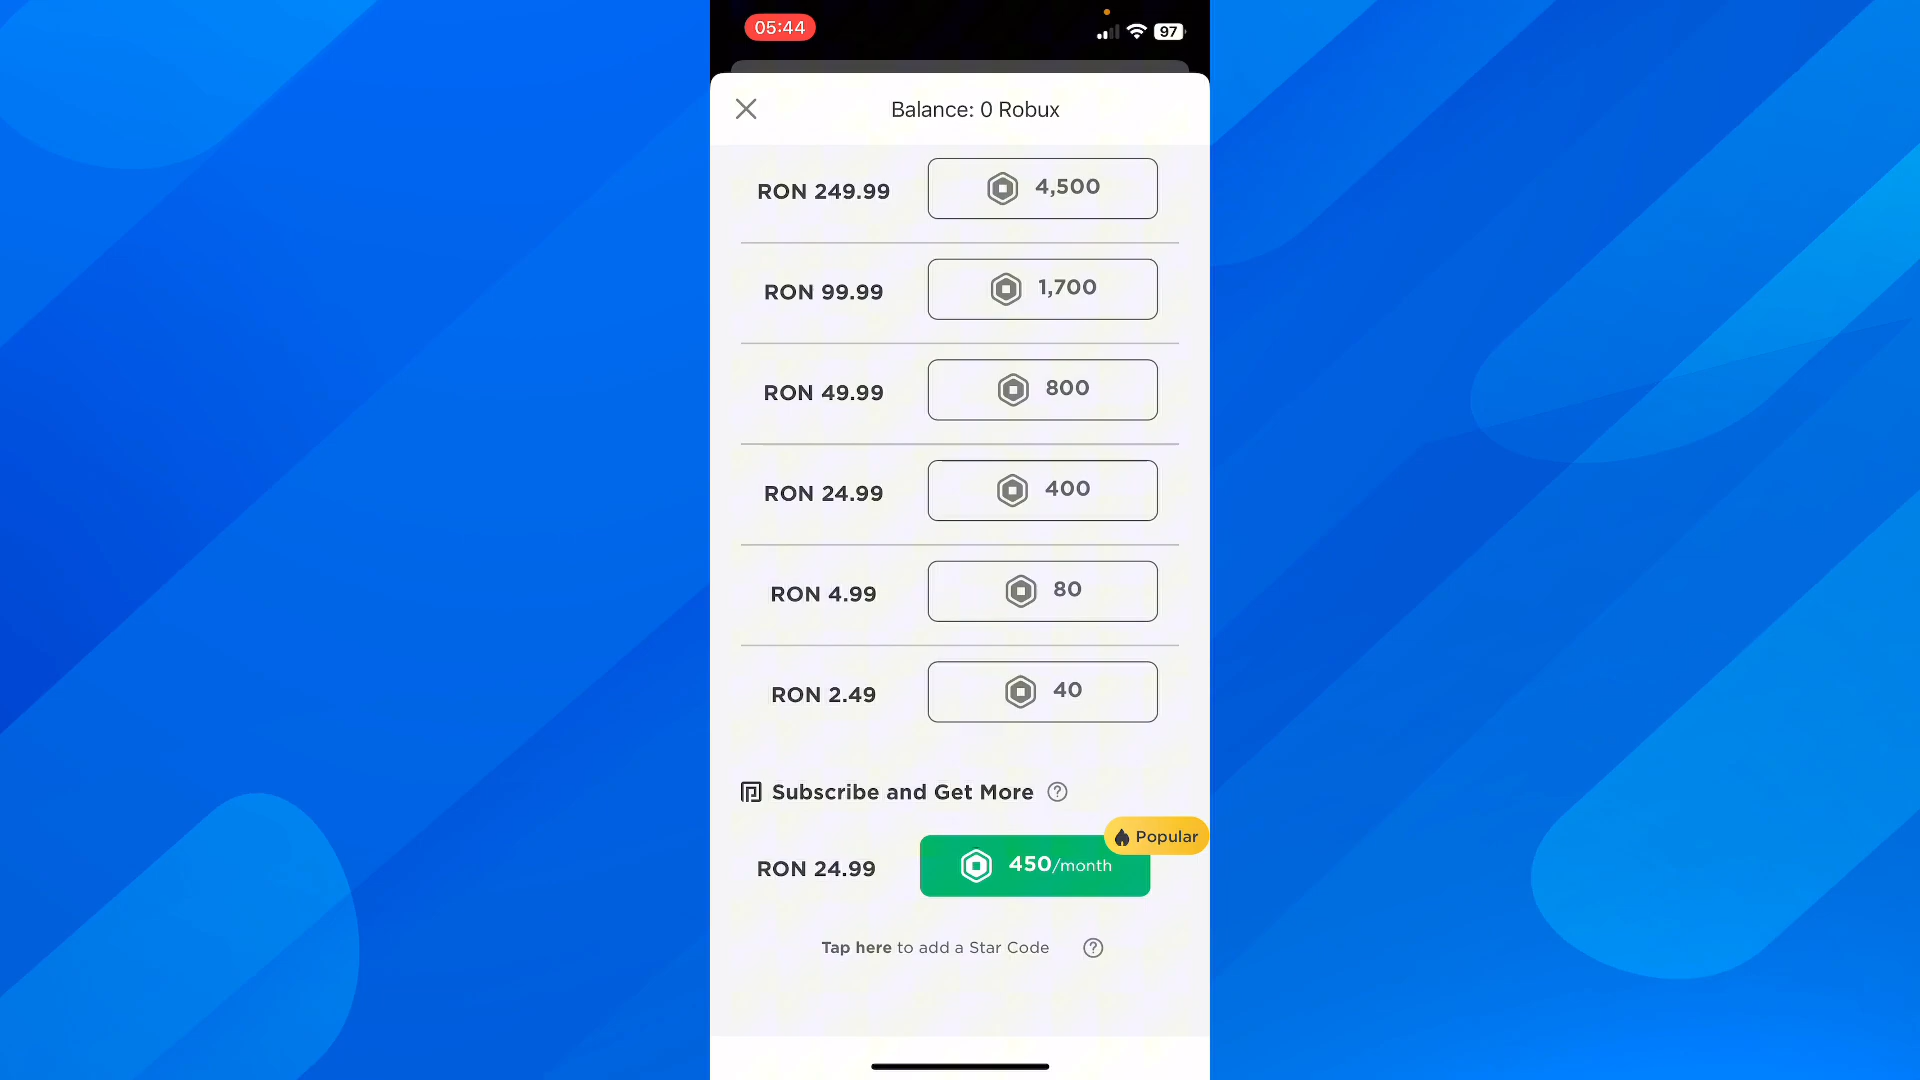 05:44
97
Balance: 0 Robux
RON 249.99 4,500
RON 99.99 1,700
RON 49.99 800
RON 24.99 400
RON 4.99 80
RON 2.49 40
Subscribe and Get More ?
Popular
RON 24.99 450/month
Tap here to add a Star Code ?